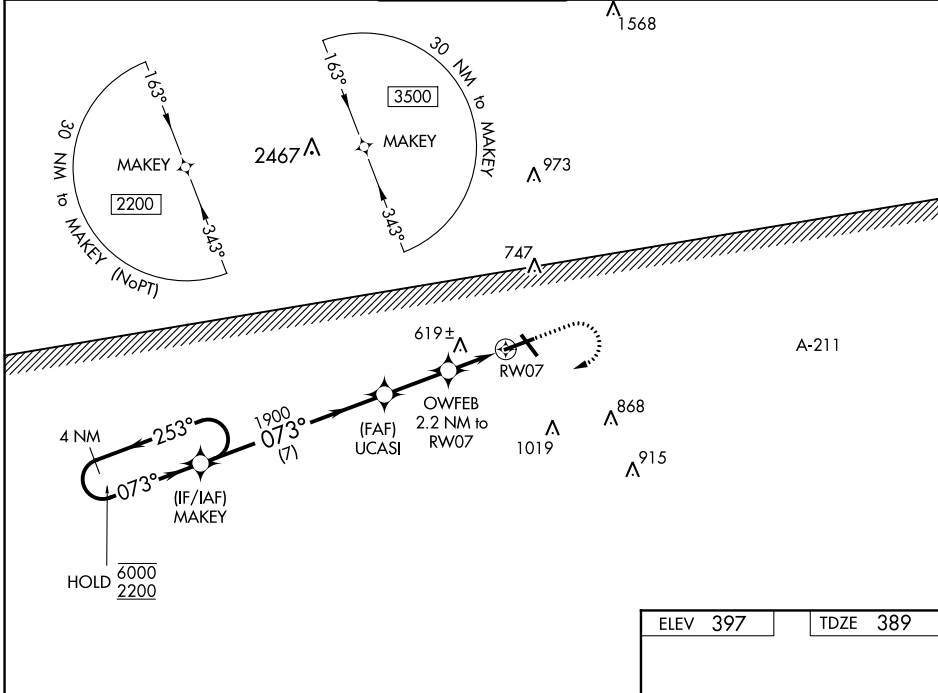 1568
163°
30 NM to MAKEY (NoPT)
MAKEY
2200
343°
2467
163°
30 NM to MAKEY
3500
MAKEY
343°
973
747
619±
A-211
RW07
OWFEB
2.2 NM to
RW07
(FAF)
UCASI
1900
073°
(7)
868
1019
915
4 NM
253°
073°
(IF/IAF)
MAKEY
HOLD
6000
2200
ELEV 397
TDZE 389